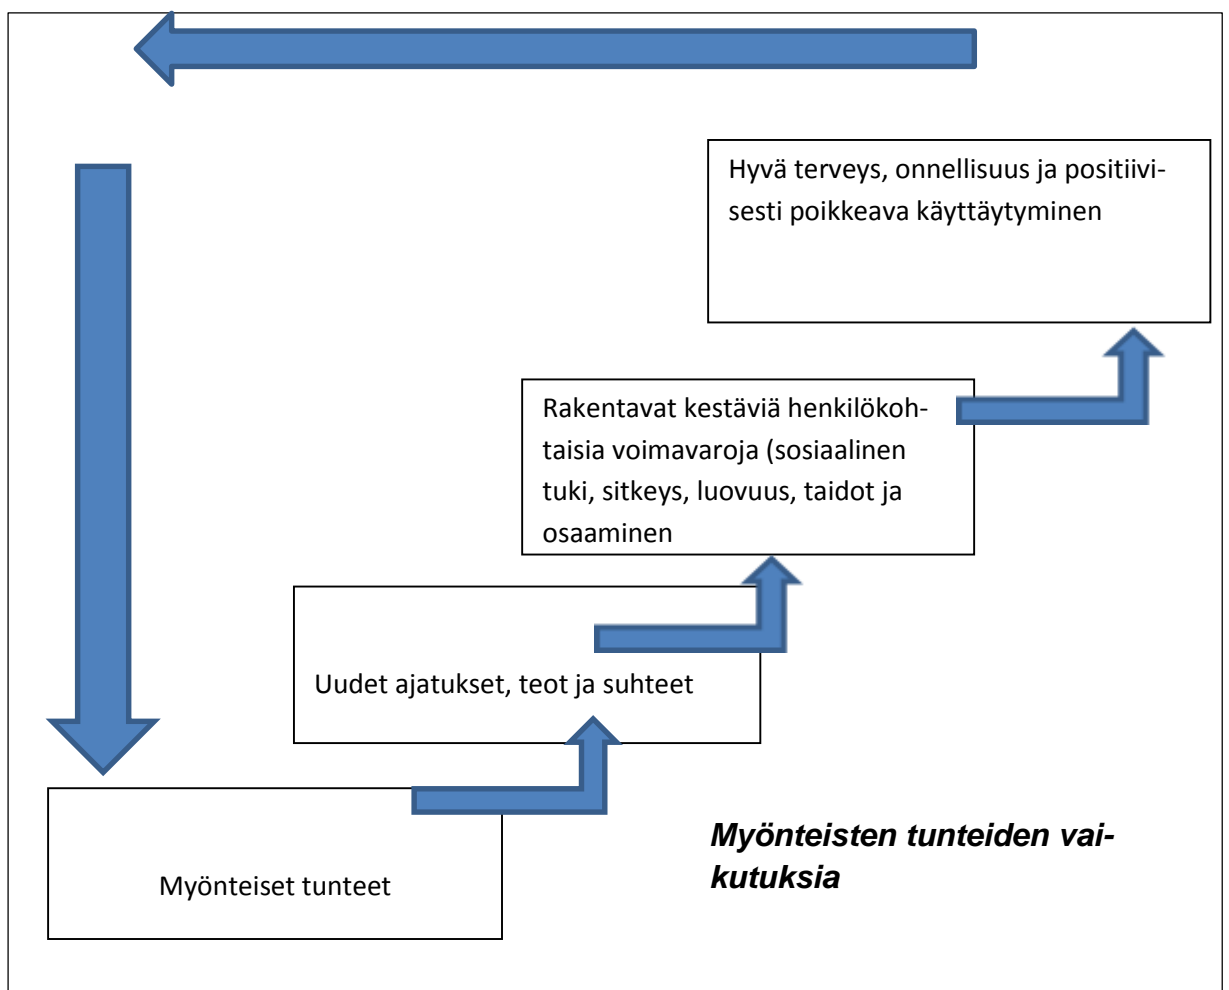 Hyvä terveys, onnellisuus ja positiivi-
sesti poikkeava käyttäytyminen
Rakentavat kestäviä henkilökoh-
taisia voimavaroja (sosiaalinen
tuki, sitkeys, luovuus, taidot ja
osaaminen
Uudet ajatukset, teot ja suhteet
Myönteiset tunteet
Myönteisten tunteiden vai-
kutuksia